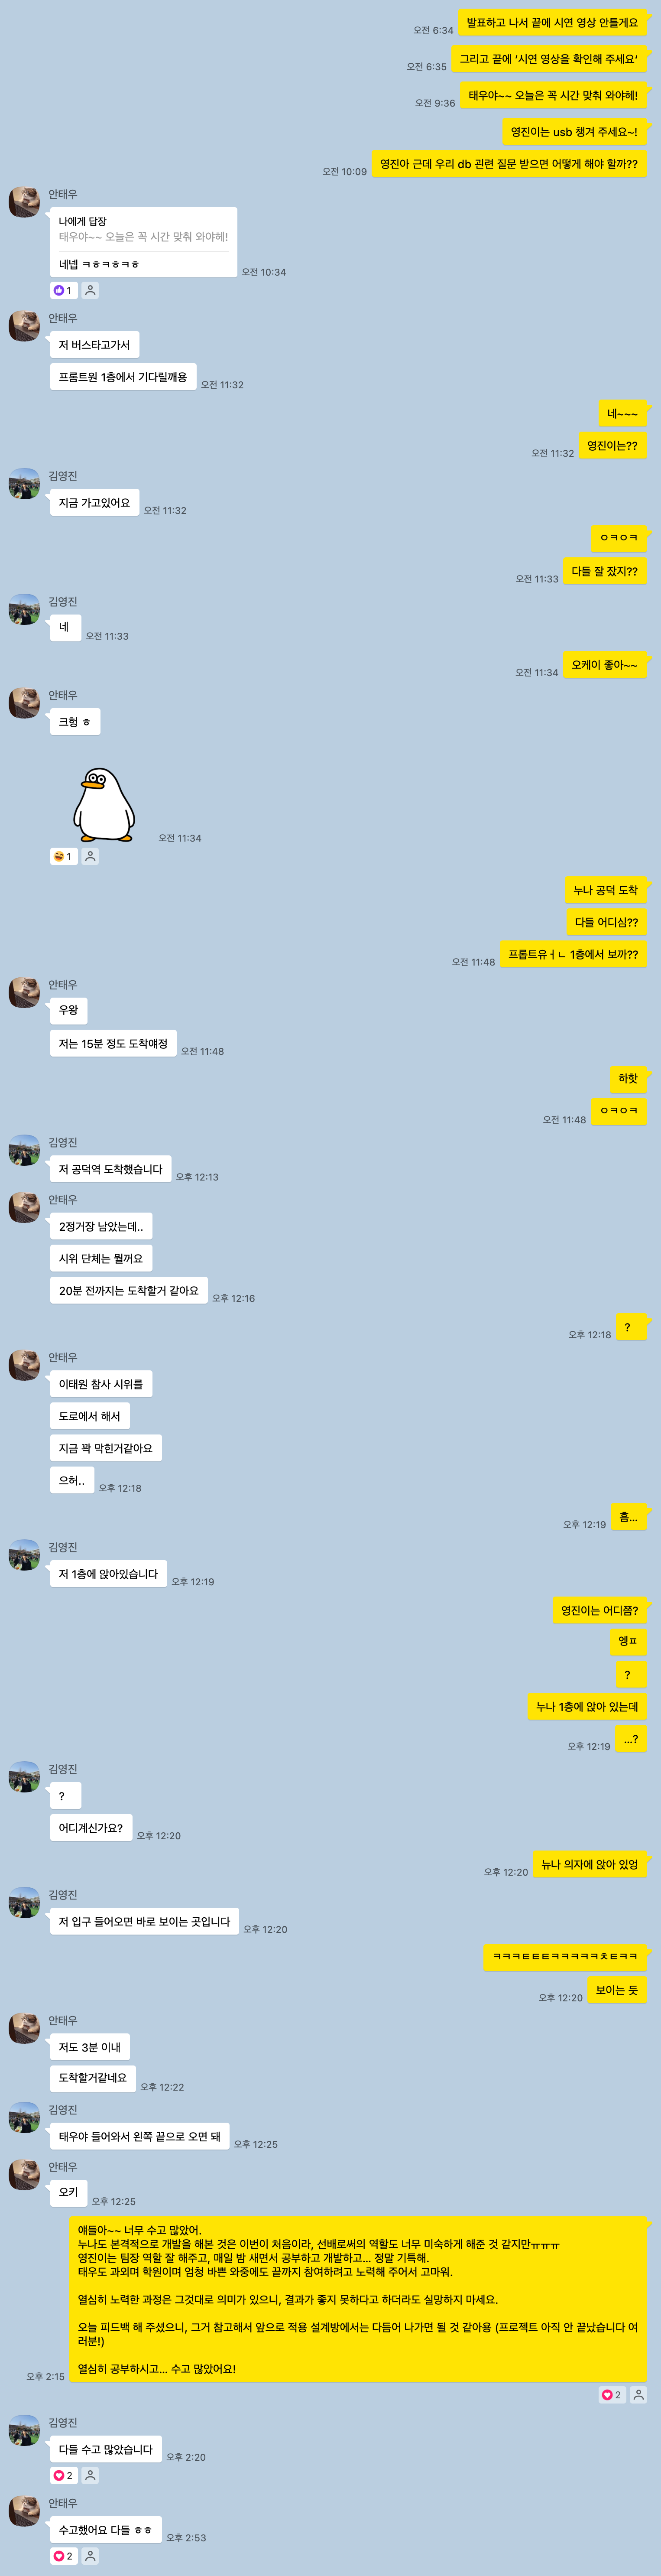 발표하고 나서 끝에 시연 영상 안틀게요
오전 6:34
그리고 끝에 '시연 영상을 확인해 주세요'
오전 6:35
태우야~~ 오늘은 꼭 시간 맞춰 와야헤!
오전 9:36
영진이는 usb 챙겨 주세요~!
영진아 근데 우리 db 괸련 질문 받으면 어떻게 해야 할까??
오전 10:09
안태우
나에게 답장
태우야~~ 오늘은 꼭 시간 맞춰 와야헤!
네넵 ㅋㅎㅋㅎㅋㅎ
오전 10:34
1
안태우
저 버스타고가서
프롬트원 1층에서 기다릴깨용
오전 11:32
네~~~
영진이는??
오전 11:32
김영진
지금 가고있어요
오전 11:32
ㅇㅋㅇㅋ
다들 잘 잤지??
오전 11:33
김영진
네
오전 11:33
오케이 좋아~~
오전 11:34
안태우
크헝 ㅎ
오전 11:34
1
누나 공덕 도착
다들 어디심??
프롭트유ㅓㄴ 1층에서 보까??
오전 11:48
안태우
우왕
저는 15분 정도 도착얘정
오전 11:48
하핫
ㅇㅋㅇㅋ
오전 11:48
김영진
저 공덕역 도착했습니다
오후 12:13
안태우
2정거장 남았는데..
시위 단체는 뭘꺼요
20분 전까지는 도착할거 같아요
오후 12:16
?
오후 12:18
안태우
이태원 참사 시위를
도로에서 해서
지금 꽉 막힌거같아요
으허..
오후 12:18
흠...
오후 12:19
김영진
저 1층에 앉아있습니다
오후 12:19
영진이는 어디쯤?
엥ㅍ
?
누나 1층에 앉아 있는데
...?
오후 12:19
김영진
?
어디계신가요?
오후 12:20
뉴나 의자에 앉아 있엉
오후 12:20
김영진
저 입구 들어오면 바로 보이는 곳입니다
오후 12:20
ㅋㅋㅋㅌㅌㅌㅋㅋㅋㅋㅋㅊㅌㅋㅋ
보이는 듯
오후 12:20
안태우
저도 3분 이내
도착할거같네요
오후 12:22
김영진
태우야 들어와서 왼쪽 끝으로 오면 돼
오후 12:25
안태우
오키
오후 12:25
얘들아~~ 너무 수고 많았어.
누나도 본격적으로 개발을 해본 것은 이번이 처음이라, 선배로써의 역할도 너무 미숙하게 해준 것 같지만ㅠㅠㅠ
영진이는 팀장 역할 잘 해주고, 매일 밤 새면서 공부하고 개발하고... 정말 기특해.
태우도 과외며 학원이며 엄청 바쁜 와중에도 끝까지 참여하려고 노력해 주어서 고마워.
열심히 노력한 과정은 그것대로 의미가 있으니, 결과가 좋지 못하다고 하더라도 실망하지 마세요.
오늘 피드백 해 주셨으니, 그거 참고해서 앞으로 적용 설계방에서는 다듬어 나가면 될 것 같아용 (프로젝트 아직 안 끝났습니다 여
러분!)
열심히 공부하시고... 수고 많았어요!
오후 2:15
2
김영진
다들 수고 많았습니다
오후 2:20
2
안태우
수고했어요 다들 ㅎㅎ
오후 2:53
2